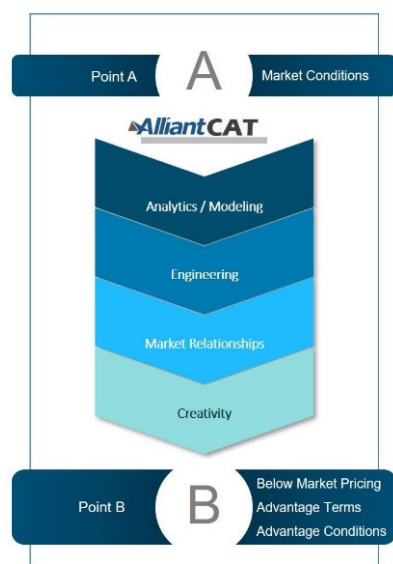 Point A
A
Market Conditions
AlliantCAT
Analytics / Modeling
Engineering
Market Relationships
Creativity
Point B
B
Below Market Pricing
Advantage Terms
Advantage Conditions